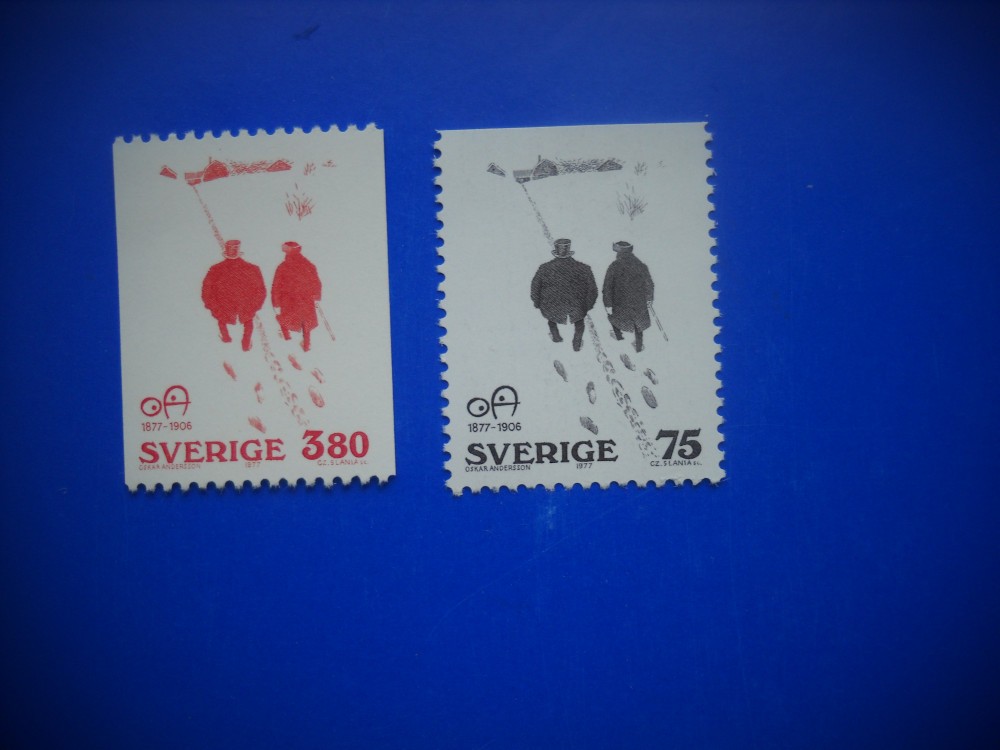 OA
1877-1906
SVERIGE 380
OSKAR ANDERSSON 1977 CZ. SLANIA SC.
OA
1877-1906
SVERIGE 75
OSKAR ANDERSSON 1977 CZ. SLANIA SC.